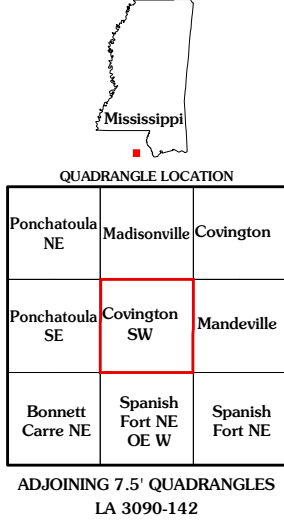 Mississippi
QUADRANGLE LOCATION
Ponchatoula
NE
Madisonville
Covington
Ponchatoula
SE
Covington
SW
Mandeville
Bonnett
Carre NE
Spanish
Fort NE
OE W
Spanish
Fort NE
ADJOINING 7.5' QUADRANGLES
LA 3090-142